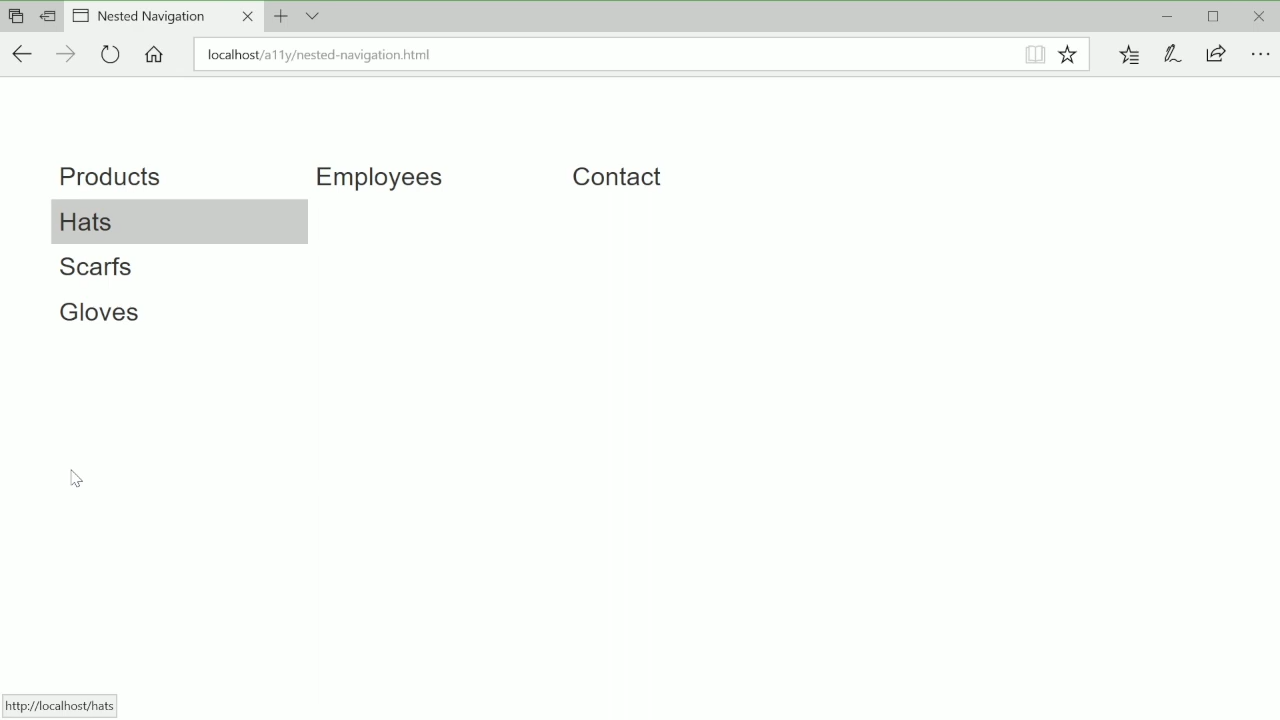 Nested Navigation
localhost/a11y/nested-navigation.html
Products Employees Contact
Hats
Scarfs
Gloves
http://localhost/hats